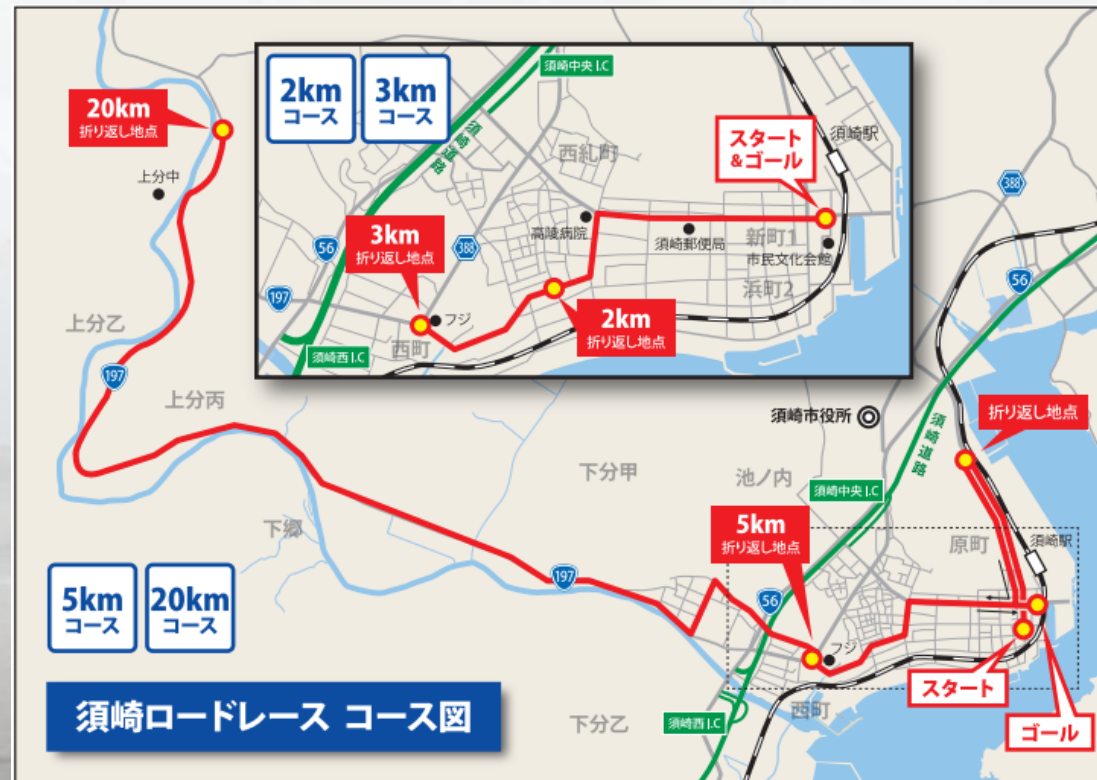 20km
折り返し地点
上分中
上分乙
197
上分丙
下郷
下分甲
197
下分乙
2km
コース
3km
コース
須崎中央I.C
須崎道路
西糺町
須崎駅
スタート
&ゴール
高陵病院
須崎郵便局
新町1
市民文化会館
浜町2
3km
折り返し地点
388
56
197
フジ
2km
折り返し地点
西町
須崎西I.C
388
56
須崎市役所
折り返し地点
須崎道路
池ノ内
須崎中央I.C
5km
折り返し地点
原町
須崎駅
56
フジ
スタート
ゴール
西町
須崎西I.C
5km
コース
20km
コース
須崎ロードレース コース図